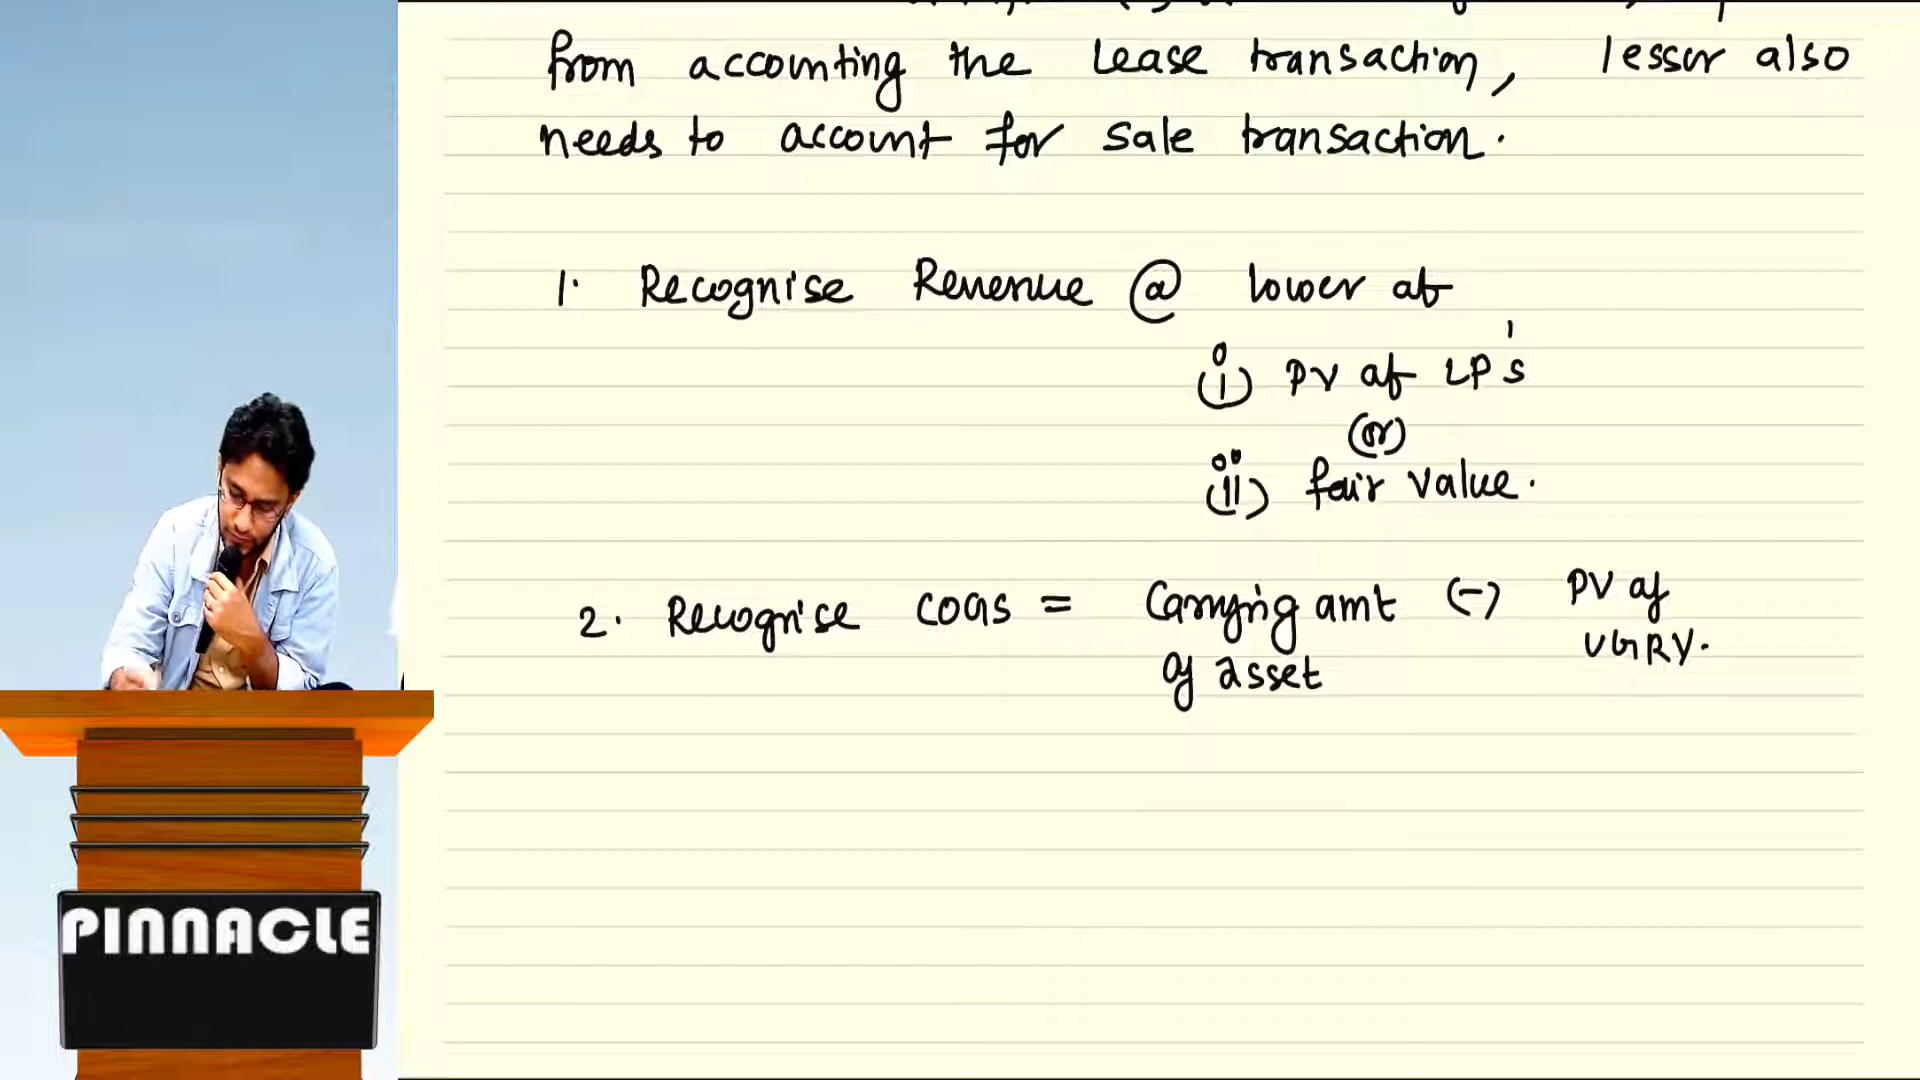 from accounting the Lease transaction, lessor also
needs to account for sale transaction.
1. Recognise Revenue @ lower of
(i) PV of LP's
(or)
(ii) fair value.
2. Recognise COGS = Carrying amt (-) PV of
of asset UGRV.
PINNACLE